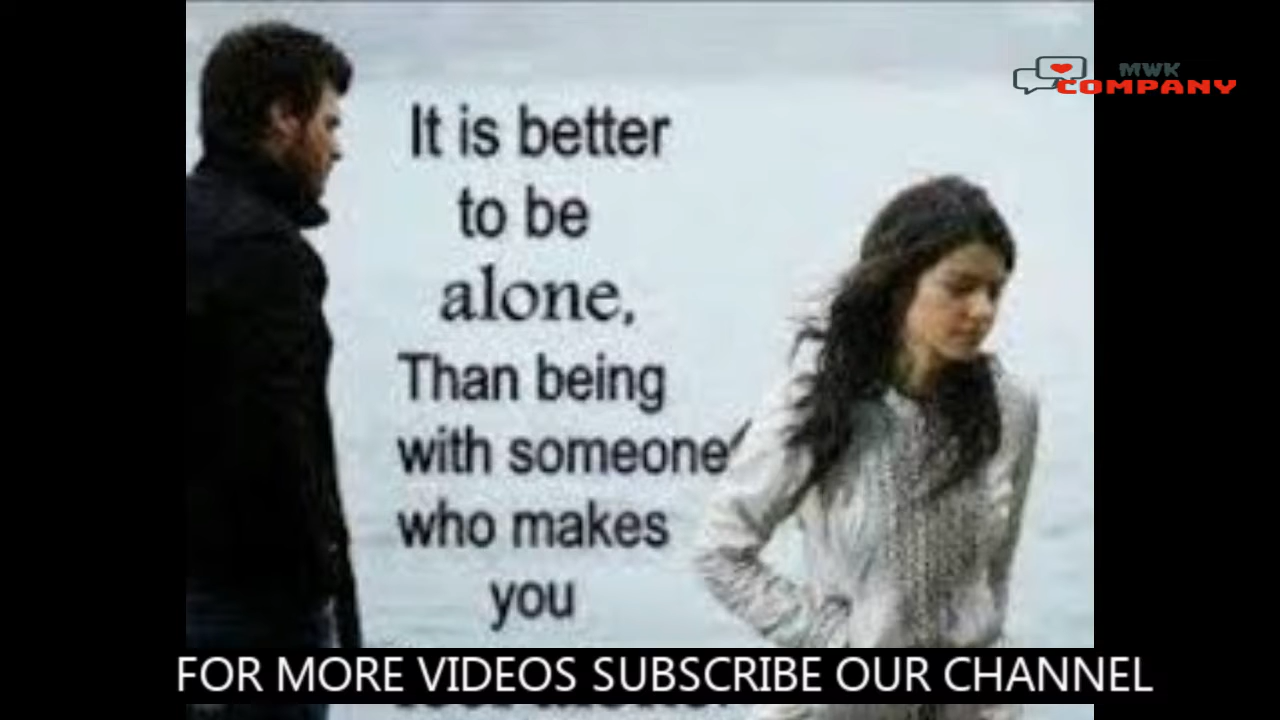 MWK
COMPANY
It is better
to be
alone,
Than being
with someone
who makes
you
FOR MORE VIDEOS SUBSCRIBE OUR CHANNEL